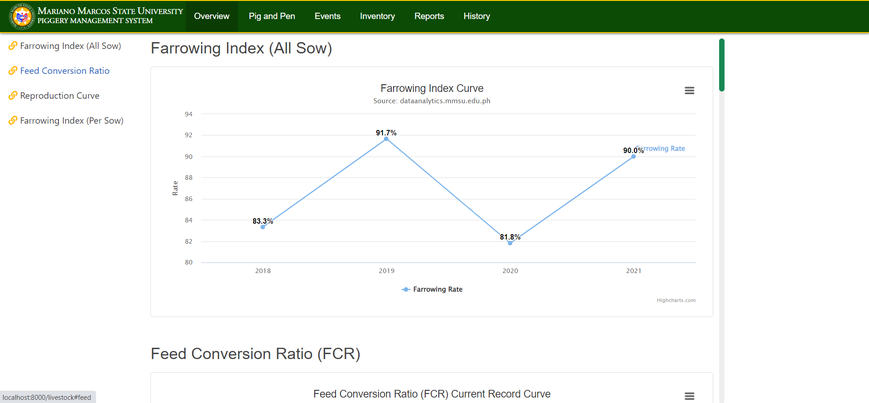 MARIANO MARCOS STATE UNIVERSITY
PIGGERY MANAGEMENT SYSTEM
Overview
Pig and Pen
Events
Inventory
Reports
History
Farrowing Index (All Sow)
Feed Conversion Ratio
Reproduction Curve
Farrowing Index (Per Sow)
Farrowing Index (All Sow)
Farrowing Index Curve
Source: dataanalytics.mmsu.edu.ph
Rate
94
92
90
88
86
84
82
80
83.3%
91.7%
81.8%
90.0%
Farrowing Rate
2018
2019
2020
2021
Farrowing Rate
Highcharts.com
Feed Conversion Ratio (FCR)
Feed Conversion Ratio (FCR) Current Record Curve
localhost:8000/livestock#feed